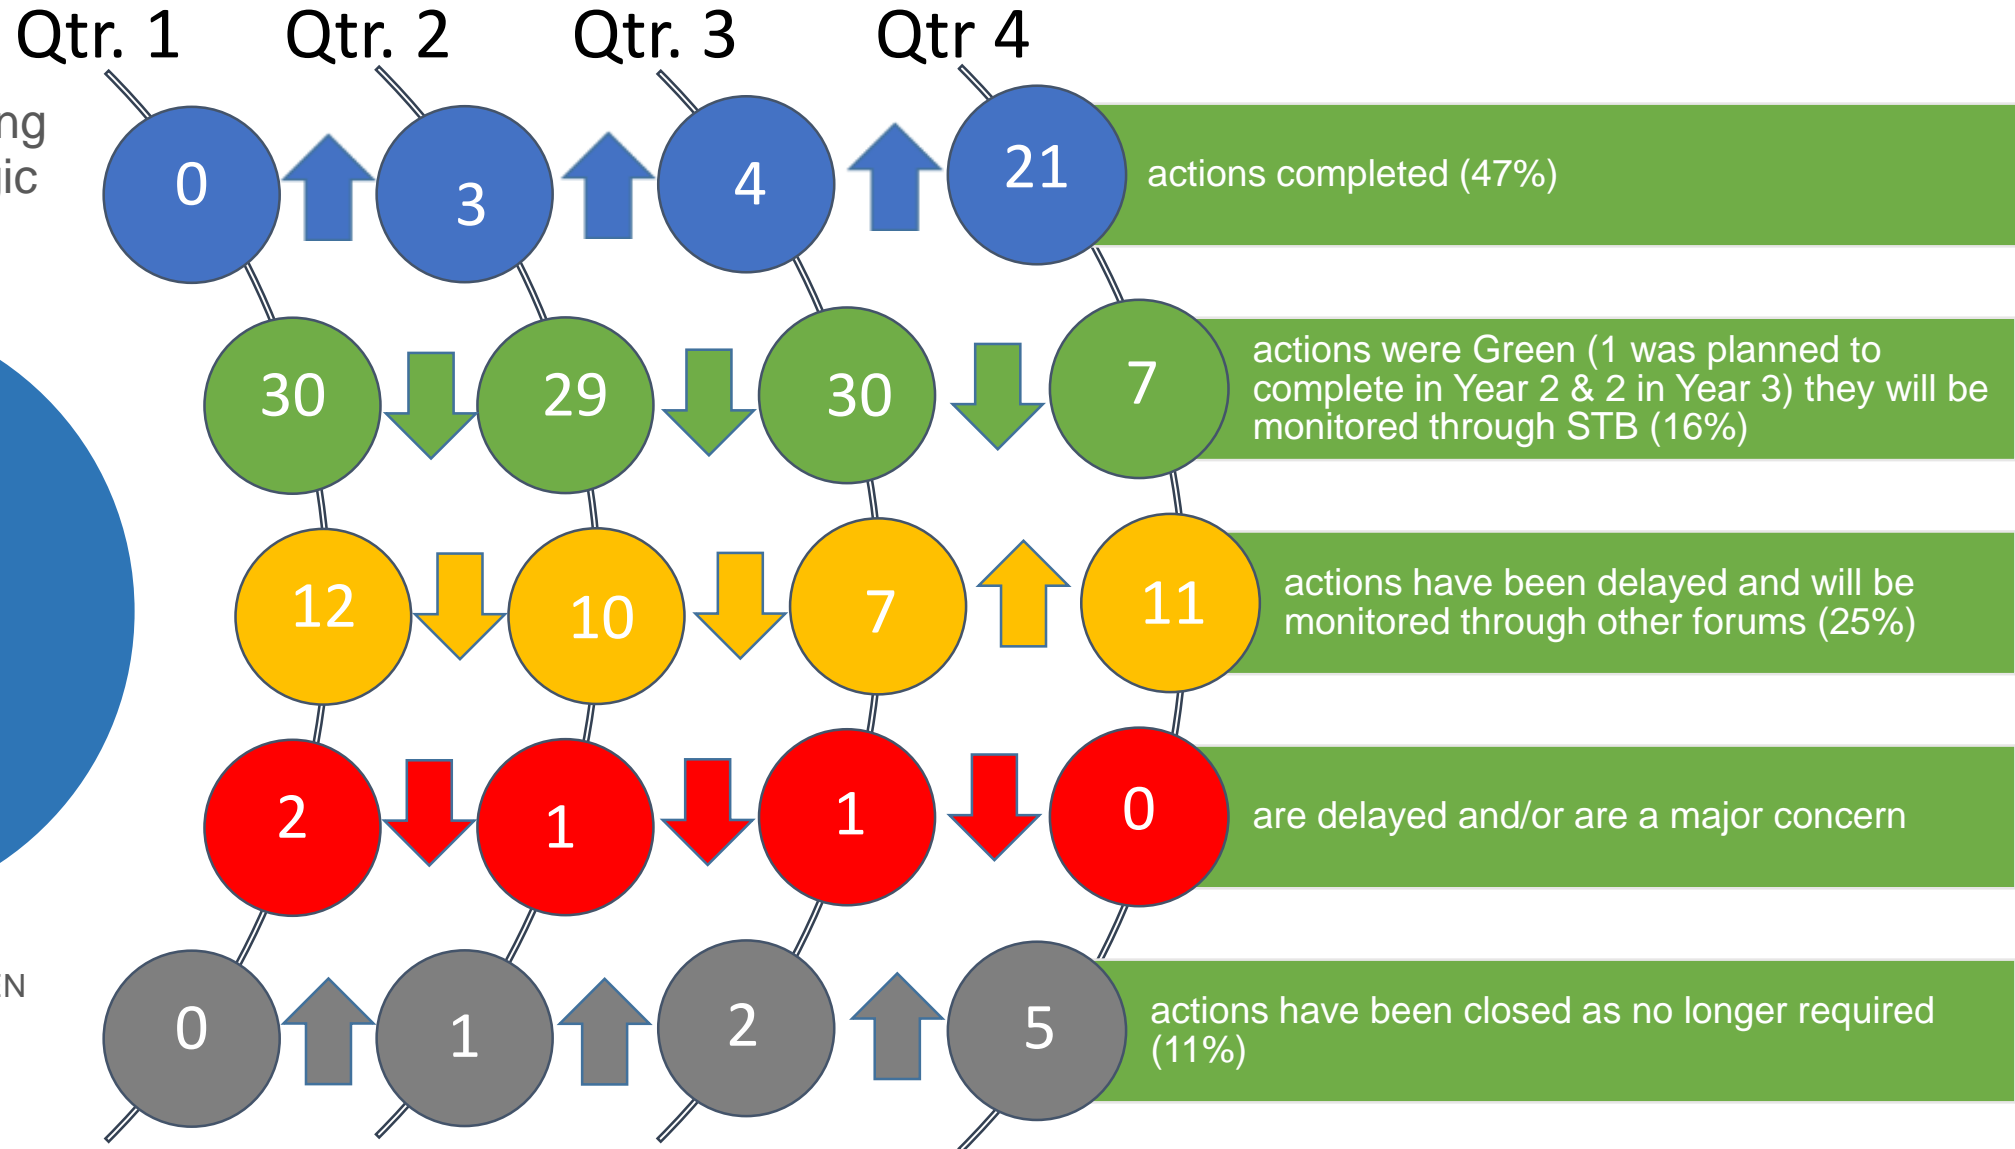 Qtr. 1 Qtr. 2 Qtr. 3 Qtr 4
0 3 4 21 actions completed (47%)
30 29 30 7
actions were Green (1 was planned to
complete in Year 2 & 2 in Year 3) they will be
monitored through STB (16%)
12 10 7 11
actions have been delayed and will be
monitored through other forums (25%)
2 1 1 0 are delayed and/or are a major concern
0 1 2 5
actions have been closed as no longer required
(11%)